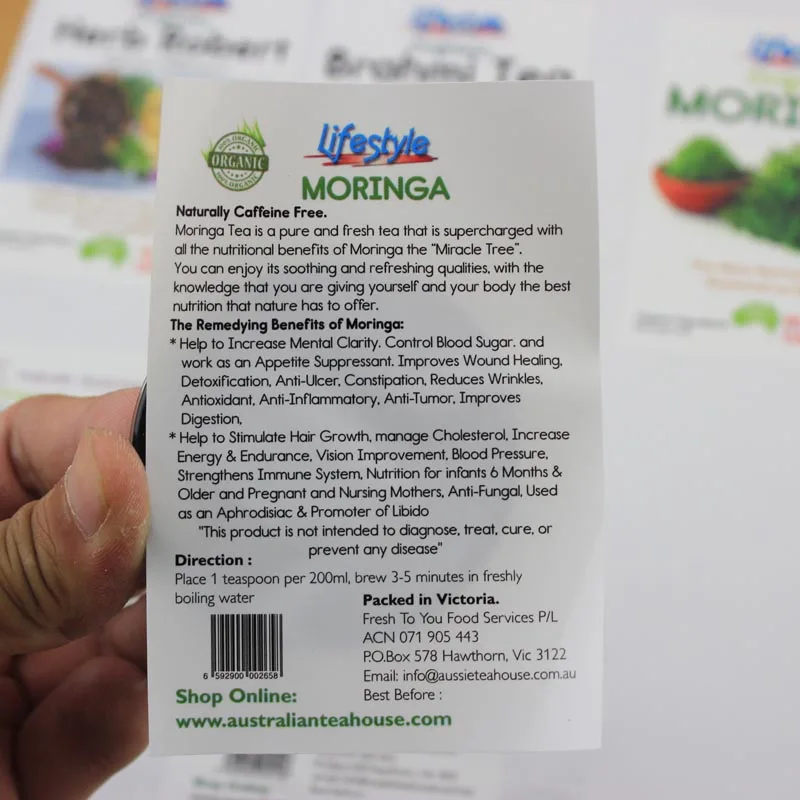 Herb Robert
Brahmi Tea
MORI
100% ORGANIC
ORGANIC
100% ORGANIC
Lifestyle
MORINGA
Naturally Caffeine Free.
Moringa Tea is a pure and fresh tea that is supercharged with
all the nutritional benefits of Moringa the "Miracle Tree".
You can enjoy its soothing and refreshing qualities, with the
knowledge that you are giving yourself and your body the best
nutrition that nature has to offer.
The Remedying Benefits of Moringa:
* Help to Increase Mental Clarity. Control Blood Sugar. and
work as an Appetite Suppressant. Improves Wound Healing,
Detoxification, Anti-Ulcer, Constipation, Reduces Wrinkles,
Antioxidant, Anti-Inflammatory, Anti-Tumor, Improves
Digestion,
* Help to Stimulate Hair Growth, manage Cholesterol, Increase
Energy & Endurance, Vision Improvement, Blood Pressure,
Strengthens Immune System, Nutrition for infants 6 Months &
Older and Pregnant and Nursing Mothers, Anti-Fungal, Used
as an Aphrodisiac & Promoter of Libido
"This product is not intended to diagnose, treat, cure, or
prevent any disease"
Direction :
Place 1 teaspoon per 200ml, brew 3-5 minutes in freshly
boiling water
Packed in Victoria.
Fresh To You Food Services P/L
ACN 071 905 443
P.O.Box 578 Hawthorn, Vic 3122
Email: info@aussieteahouse.com.au
Best Before :
6 592900 002658
Shop Online:
www.australianteahouse.com